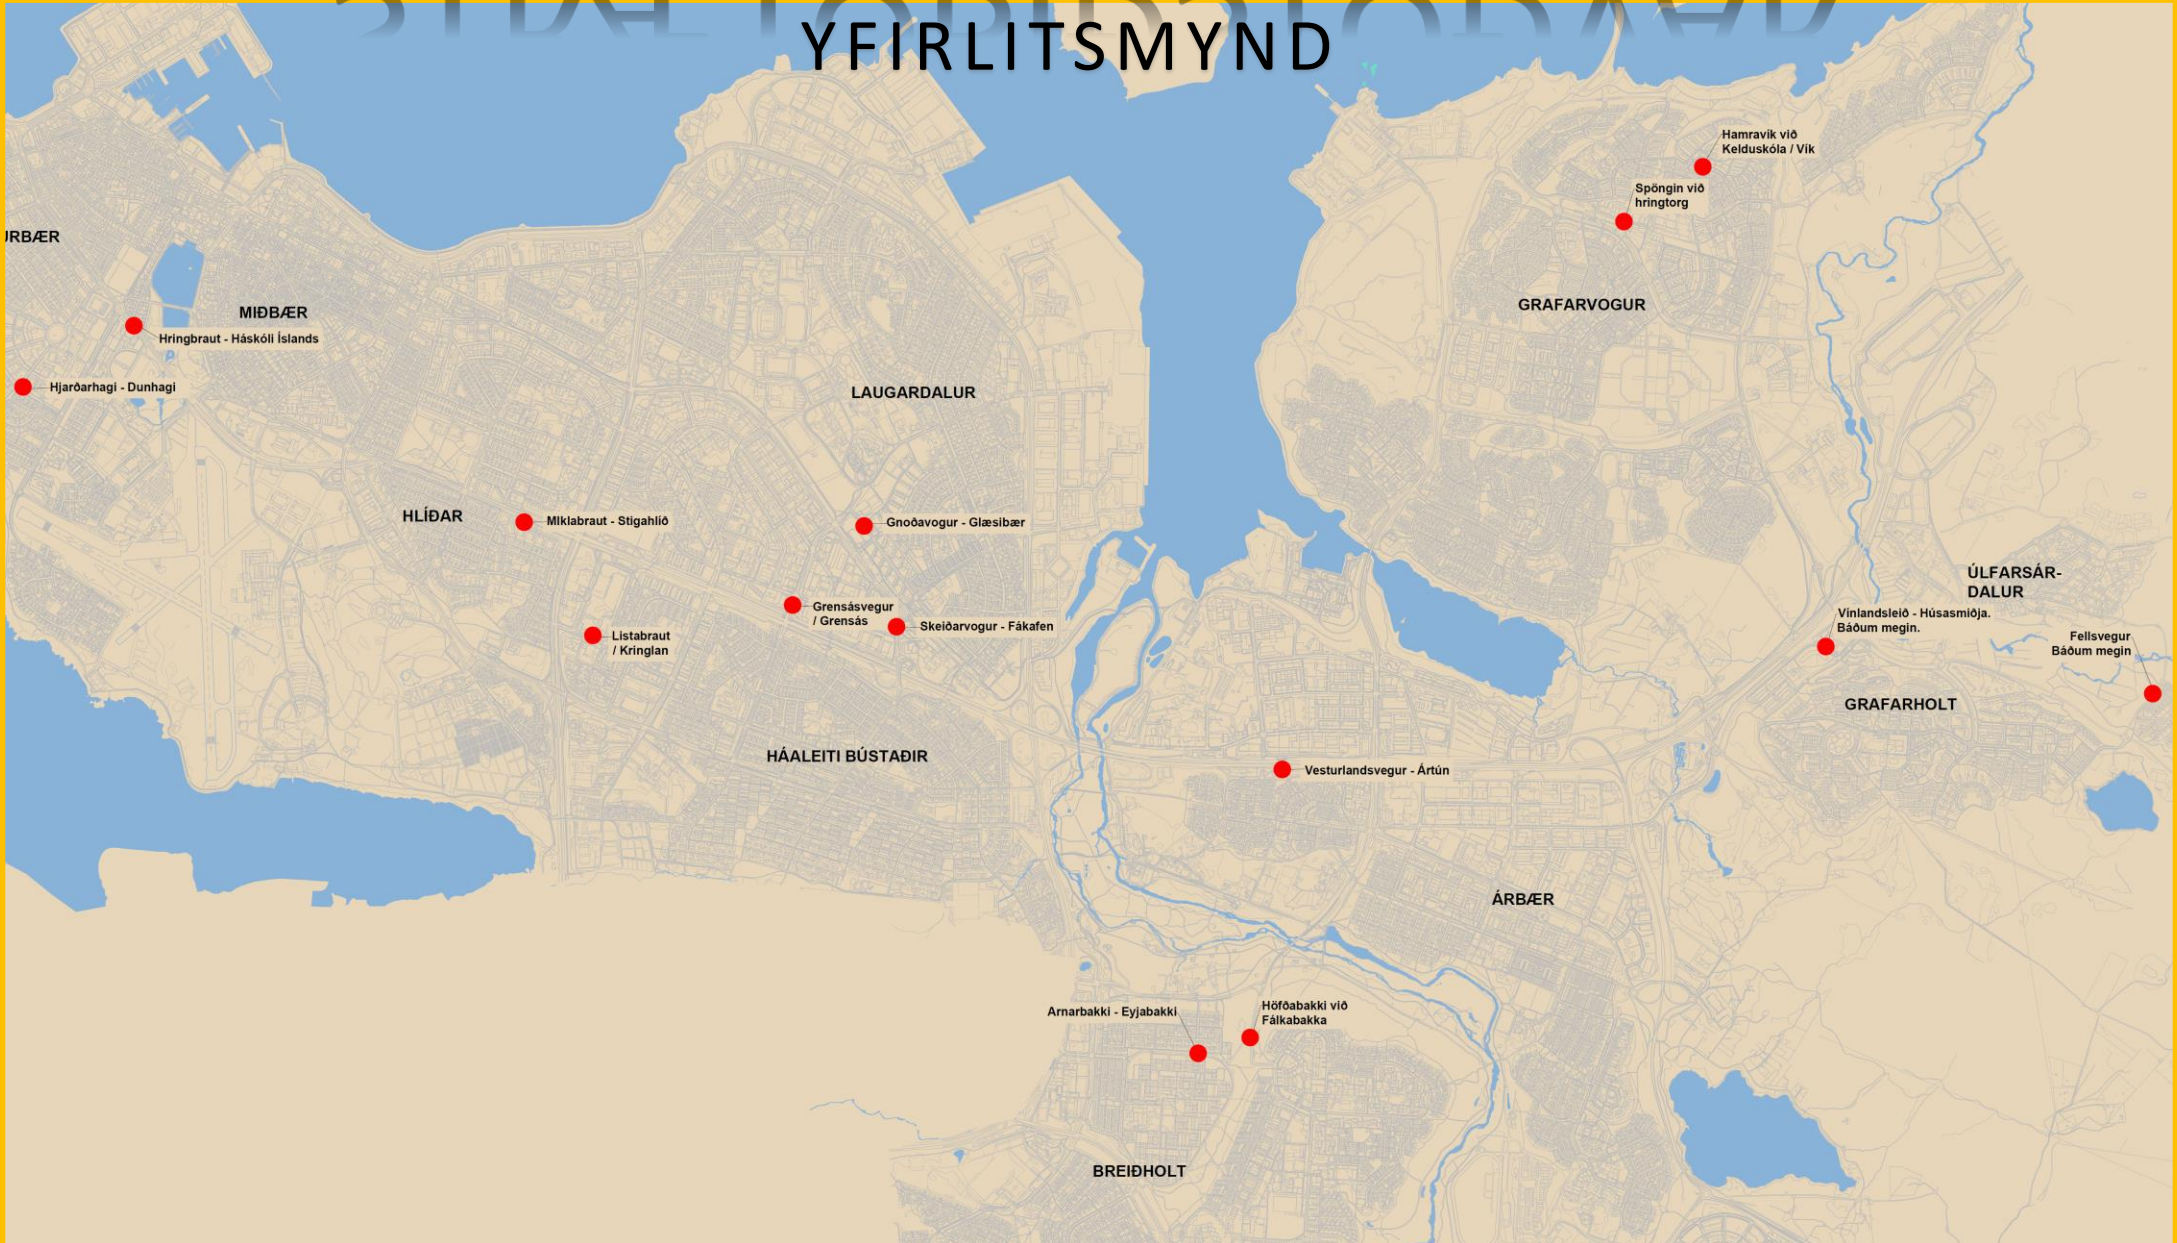 YFIRLITSMYND
Hamravík við
Kelduskóla / Vík
Spöngin við
hringtorg
MIÐBÆR
GRAFARVOGUR
Hringbraut - Háskóli Íslands
Hjarðarhagi - Dunhagi
LAUGARDALUR
HLÍÐAR
MIklabraut - Stigahlíð
Gnoðavogur - Glæsibær
ÚLFARSÁR-
DALUR
Grensásvegur
/ Grensás
Skeiðarvogur - Fákafen
Vínlandsleið - Húsasmiðja.
Báðum megin.
Listabraut
/ Kringlan
Fellsvegur
Báðum megin
GRAFARHOLT
HÁALEITI BÚSTAÐIR
Vesturlandsvegur - Ártún
ÁRBÆR
Arnarbakki - Eyjabakki
Höfðabakki við
Fálkabakka
BREIÐHOLT